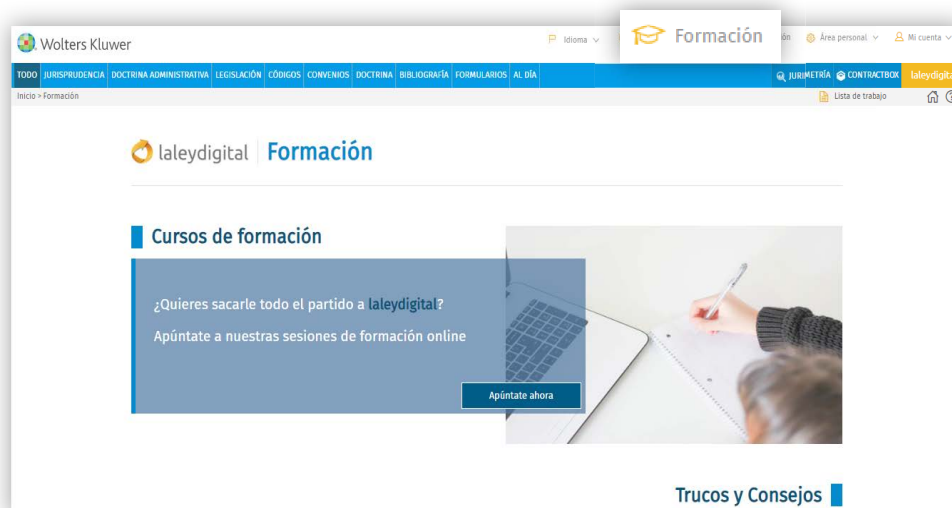 Wolters Kluwer
Idioma
Formación
Área personal
Mi cuenta
TODO JURISPRUDENCIA DOCTRINA ADMINISTRATIVA LEGISLACIÓN CÓDIGOS CONVENIOS DOCTRINA BIBLIOGRAFÍA FORMULARIOS AL DÍA
JURIMETRÍA CONTRACTBOX laleydigital
Inicio > Formación
Lista de trabajo
laleydigital Formación
Cursos de formación
¿Quieres sacarle todo el partido a laleydigital?
Apúntate a nuestras sesiones de formación online
Apúntate ahora
Trucos y Consejos